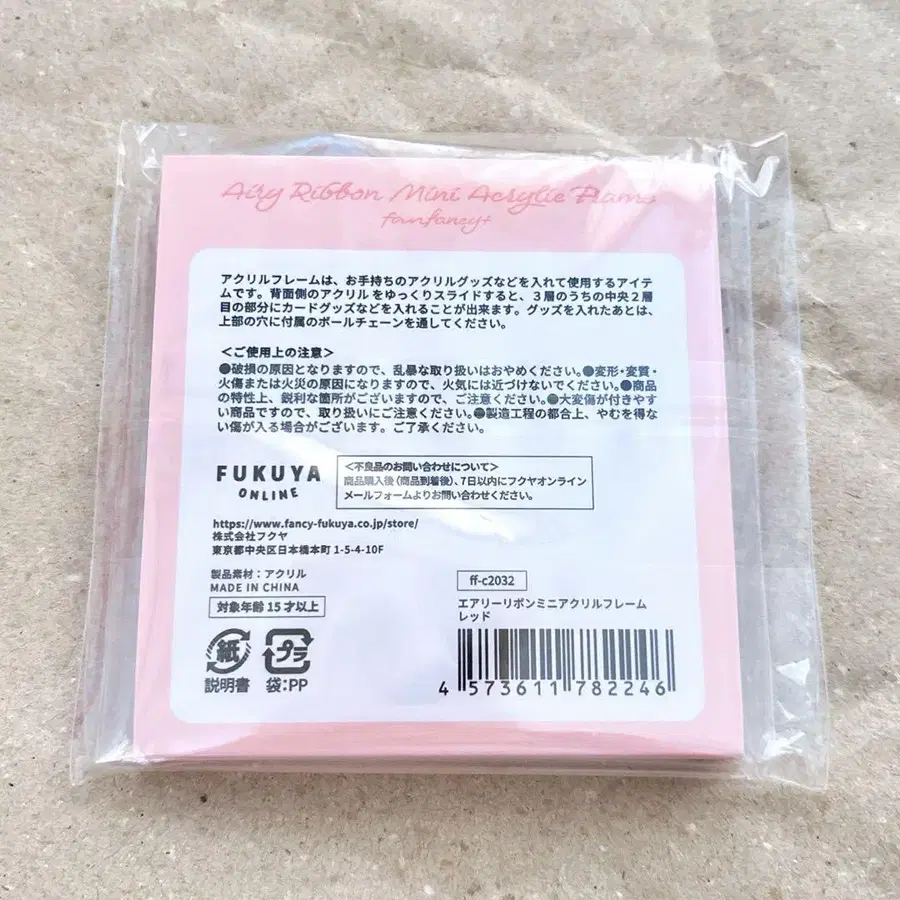 Airy Ribbon Mini Acrylic Frame
fanfancy+
アクリルフレームは、お手持ちのアクリルグッズなどを入れて使用するアイテ
ムです。背面側のアクリルをゆっくりスライドすると、３層のうちの中央２層
目の部分にカードグッズなどを入れることが出来ます。グッズを入れたあとは、
上部の穴に付属のボールチェーンを通してください。
＜ご使用上の注意＞
●破損の原因となりますので、乱暴な取り扱いはおやめください。●変形・変質・
火傷または火災の原因になりますので、火気には近づけないでください。●商品
の特性上、鋭利な箇所がございますので、ご注意ください。●大変傷が付きやす
い商品ですので、取り扱いにご注意ください。●製造工程の都合上、やむを得な
い傷が入る場合がございます。ご了承ください。
FUKUYA
ONLINE
＜不良品のお問い合わせについて＞
商品購入後（商品到着後）、7日以内にフクヤオンライン
メールフォームよりお問い合わせください。
https://www.fancy-fukuya.co.jp/store/
株式会社フクヤ
東京都中央区日本橋本町 1-5-4-10F
製品素材：アクリル
MADE IN CHINA
対象年齢 15 才以上
紙
説明書
プラ
袋：PP
ff-c2032
エアリーリボンミニアクリルフレーム
レッド
4 573611 782246